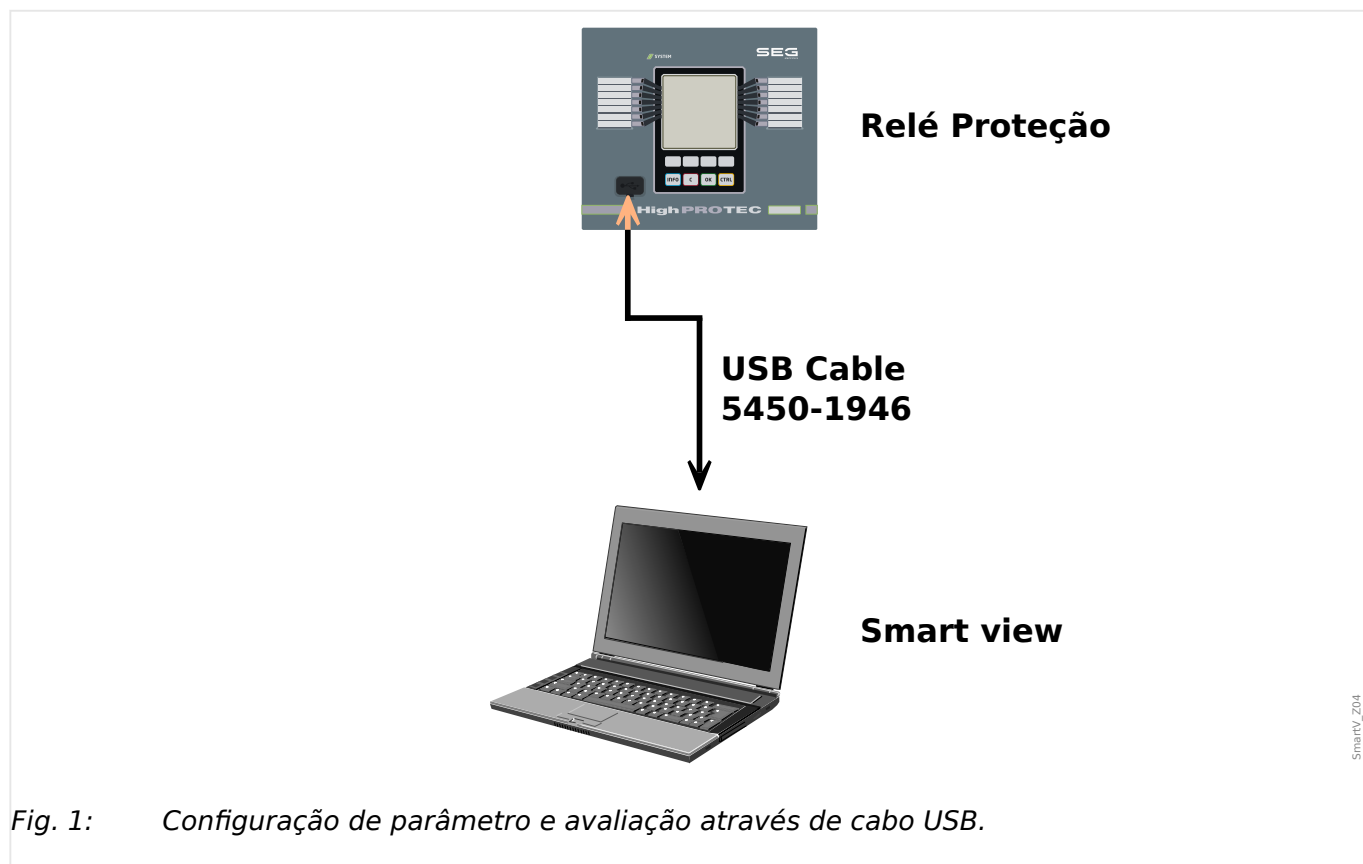 SYSTEM
SEG
Relé Proteção
INFO C OK CTRL
HighPROTEC
USB Cable
5450-1946
Smart view
SmartV_Z04
Fig. 1: Configuração de parâmetro e avaliação através de cabo USB.